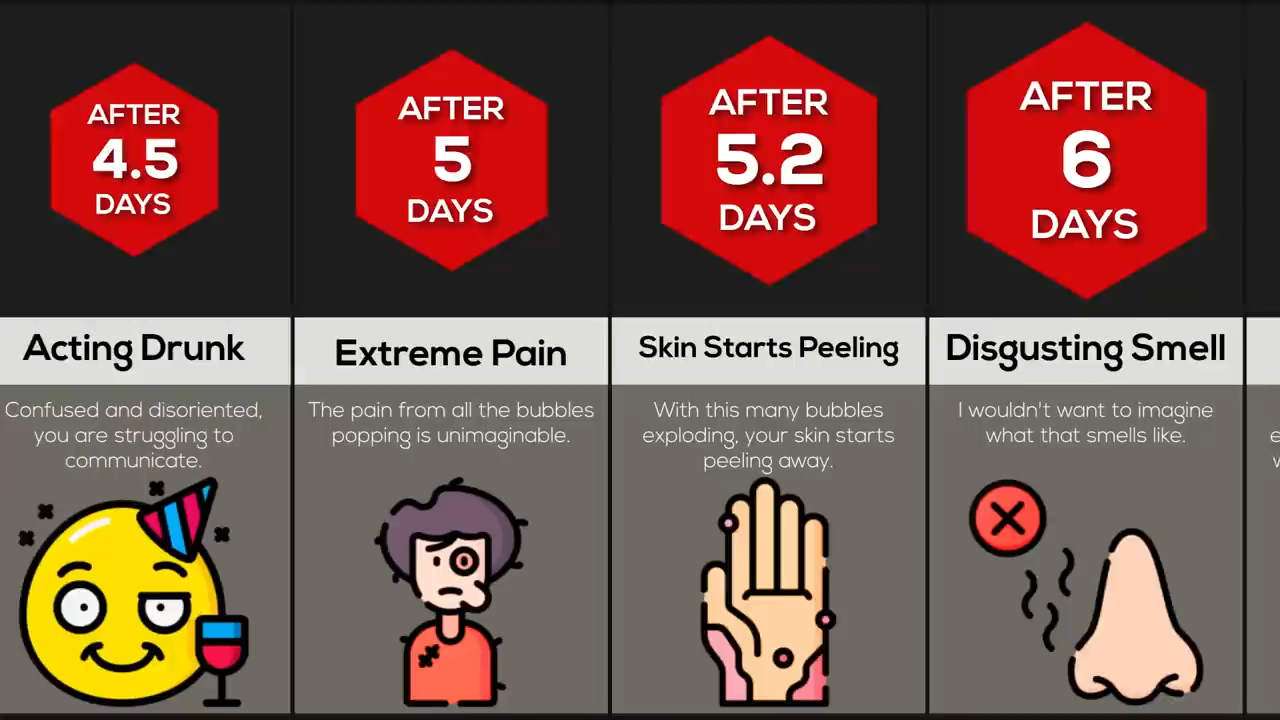 AFTER
4.5
DAYS
Acting Drunk
Confused and disoriented,
you are struggling to
communicate.
AFTER
5
DAYS
Extreme Pain
The pain from all the bubbles
popping is unimaginable.
AFTER
5.2
DAYS
Skin Starts Peeling
With this many bubbles
exploding, your skin starts
peeling away.
AFTER
6
DAYS
Disgusting Smell
I wouldn't want to imagine
what that smells like.